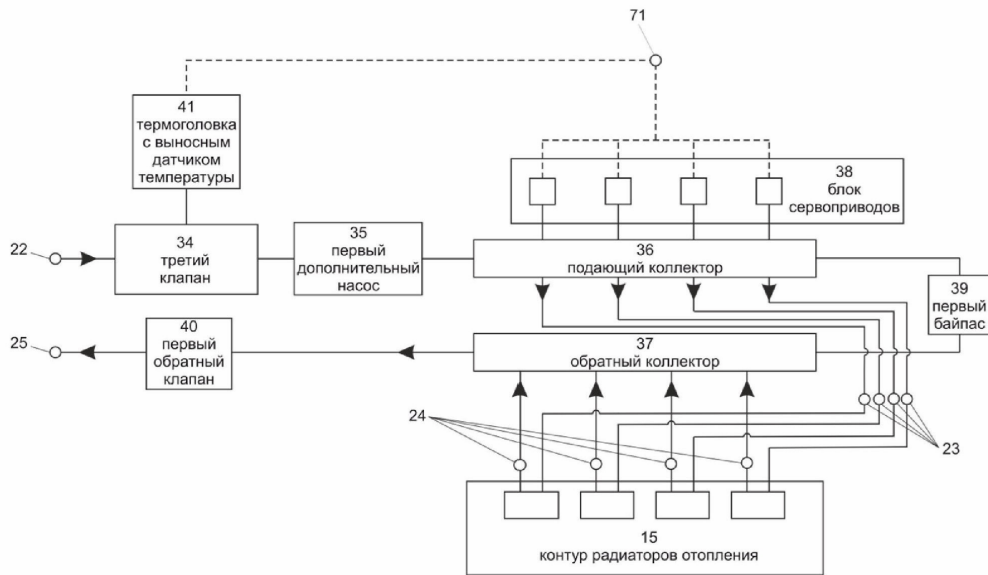 71
41
термоголовка
с выносным
датчиком
температуры
38
блок
сервоприводов
22
34
третий
клапан
35
первый
дополнительный
насос
36
подающий коллектор
39
первый
байпас
25
40
первый
обратный
клапан
37
обратный коллектор
24
23
15
контур радиаторов отопления